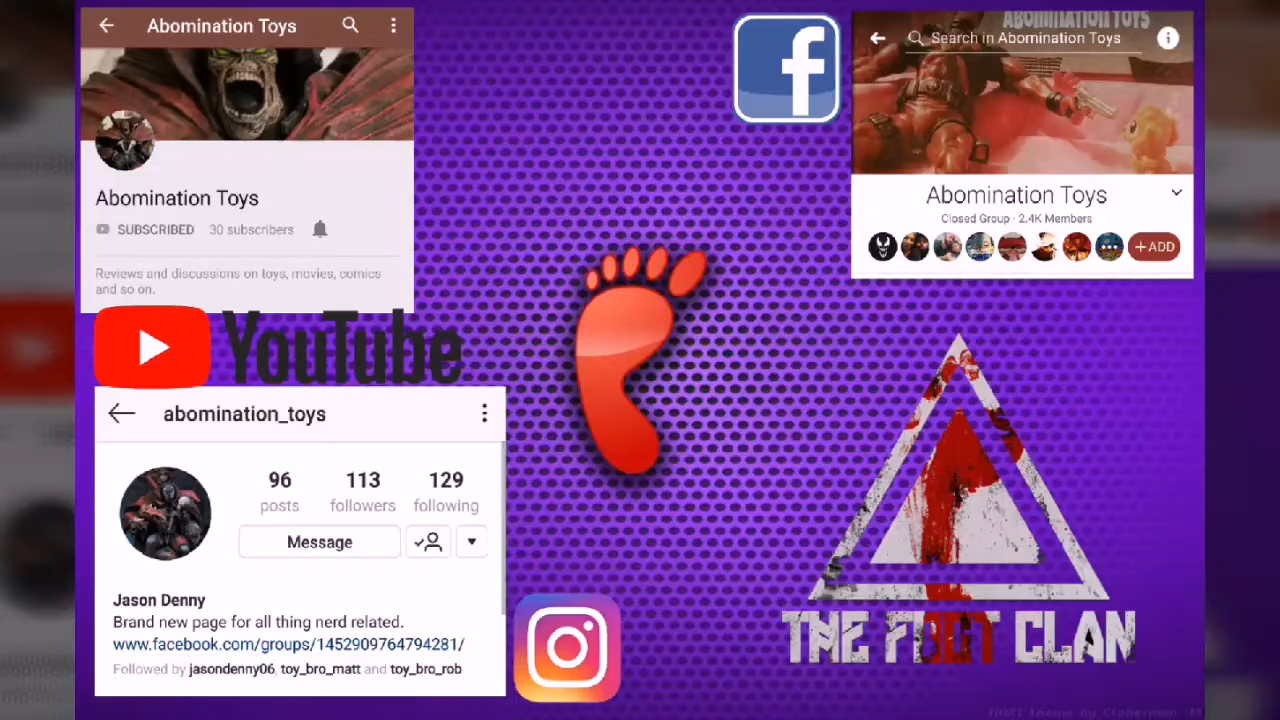 Abomination Toys
Abomination Toys
SUBSCRIBED 30 subscribers
Reviews and discussions on toys, movies, comics
and so on.
YouTube
abomination_toys
96 113 129
posts followers following
Message
Jason Denny
Brand new page for all thing nerd related.
www.facebook.com/groups/1452909764794281/
Followed by jasondenny06, toy_bro_matt and toy_bro_rob
f
ABOMINATION TOYS
Search in Abomination Toys
Abomination Toys
Closed Group · 2.4K Members
+ ADD
THE FOOT CLAN